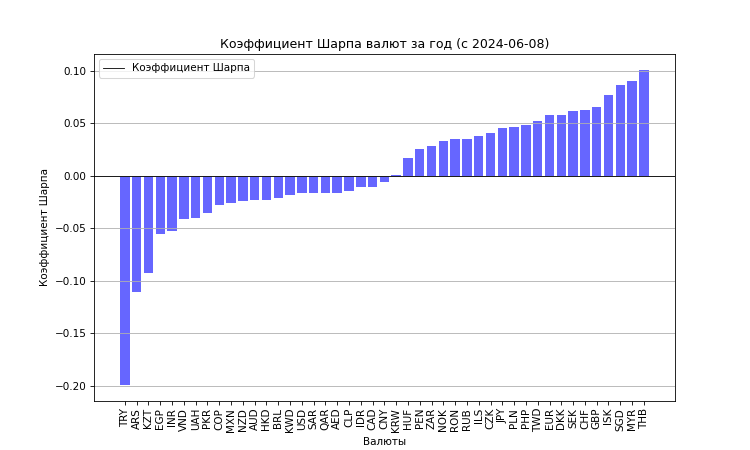 Коэффициент Шарпа валют за год (с 2024-06-08)
Коэффициент Шарпа
Коэффициент Шарпа
0.10
0.05
0.00
−0.05
−0.10
−0.15
−0.20
TRY
ARS
KZT
EGP
INR
VND
UAH
PKR
COP
MXN
NZD
AUD
HKD
BRL
KWD
USD
SAR
QAR
AED
CLP
IDR
CAD
CNY
KRW
HUF
PEN
ZAR
NOK
RON
RUB
ILS
CZK
JPY
PLN
PHP
TWD
EUR
DKK
SEK
CHF
GBP
ISK
SGD
MYR
THB
Валюты